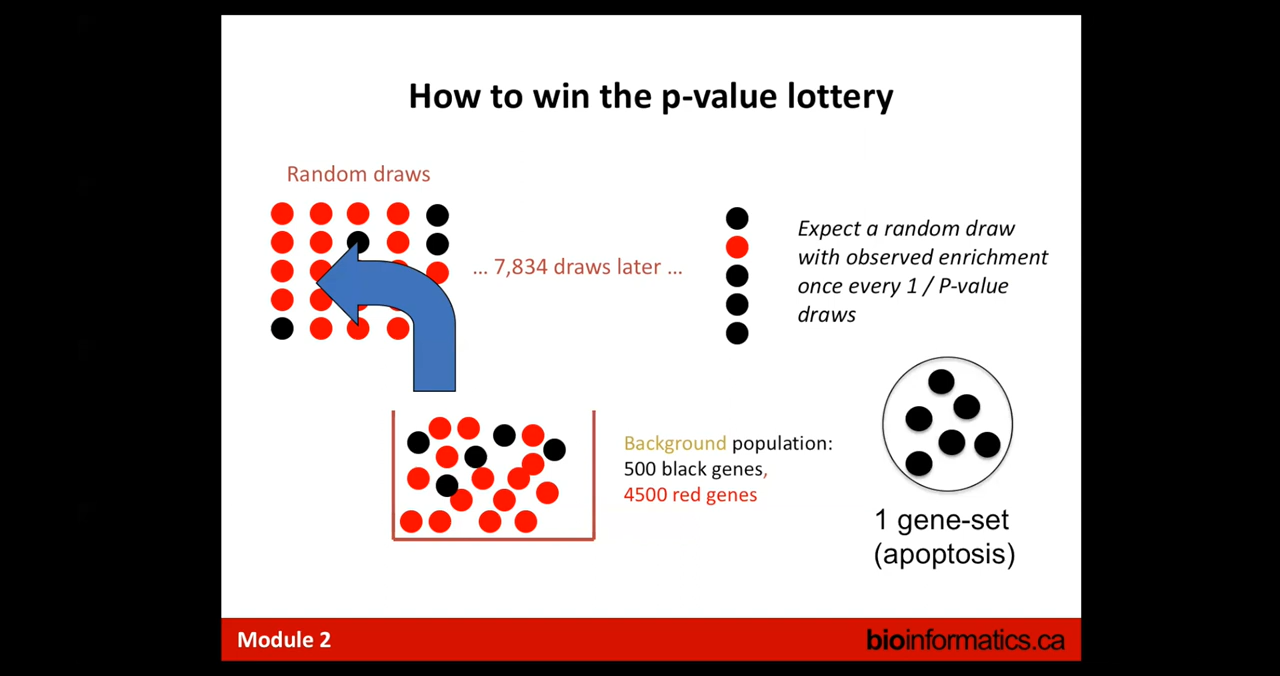 How to win the p-value lottery
Random draws
... 7,834 draws later ...
Expect a random draw
with observed enrichment
once every 1 / P-value
draws
Background population:
500 black genes,
4500 red genes
1 gene-set
(apoptosis)
Module 2
bioinformatics.ca